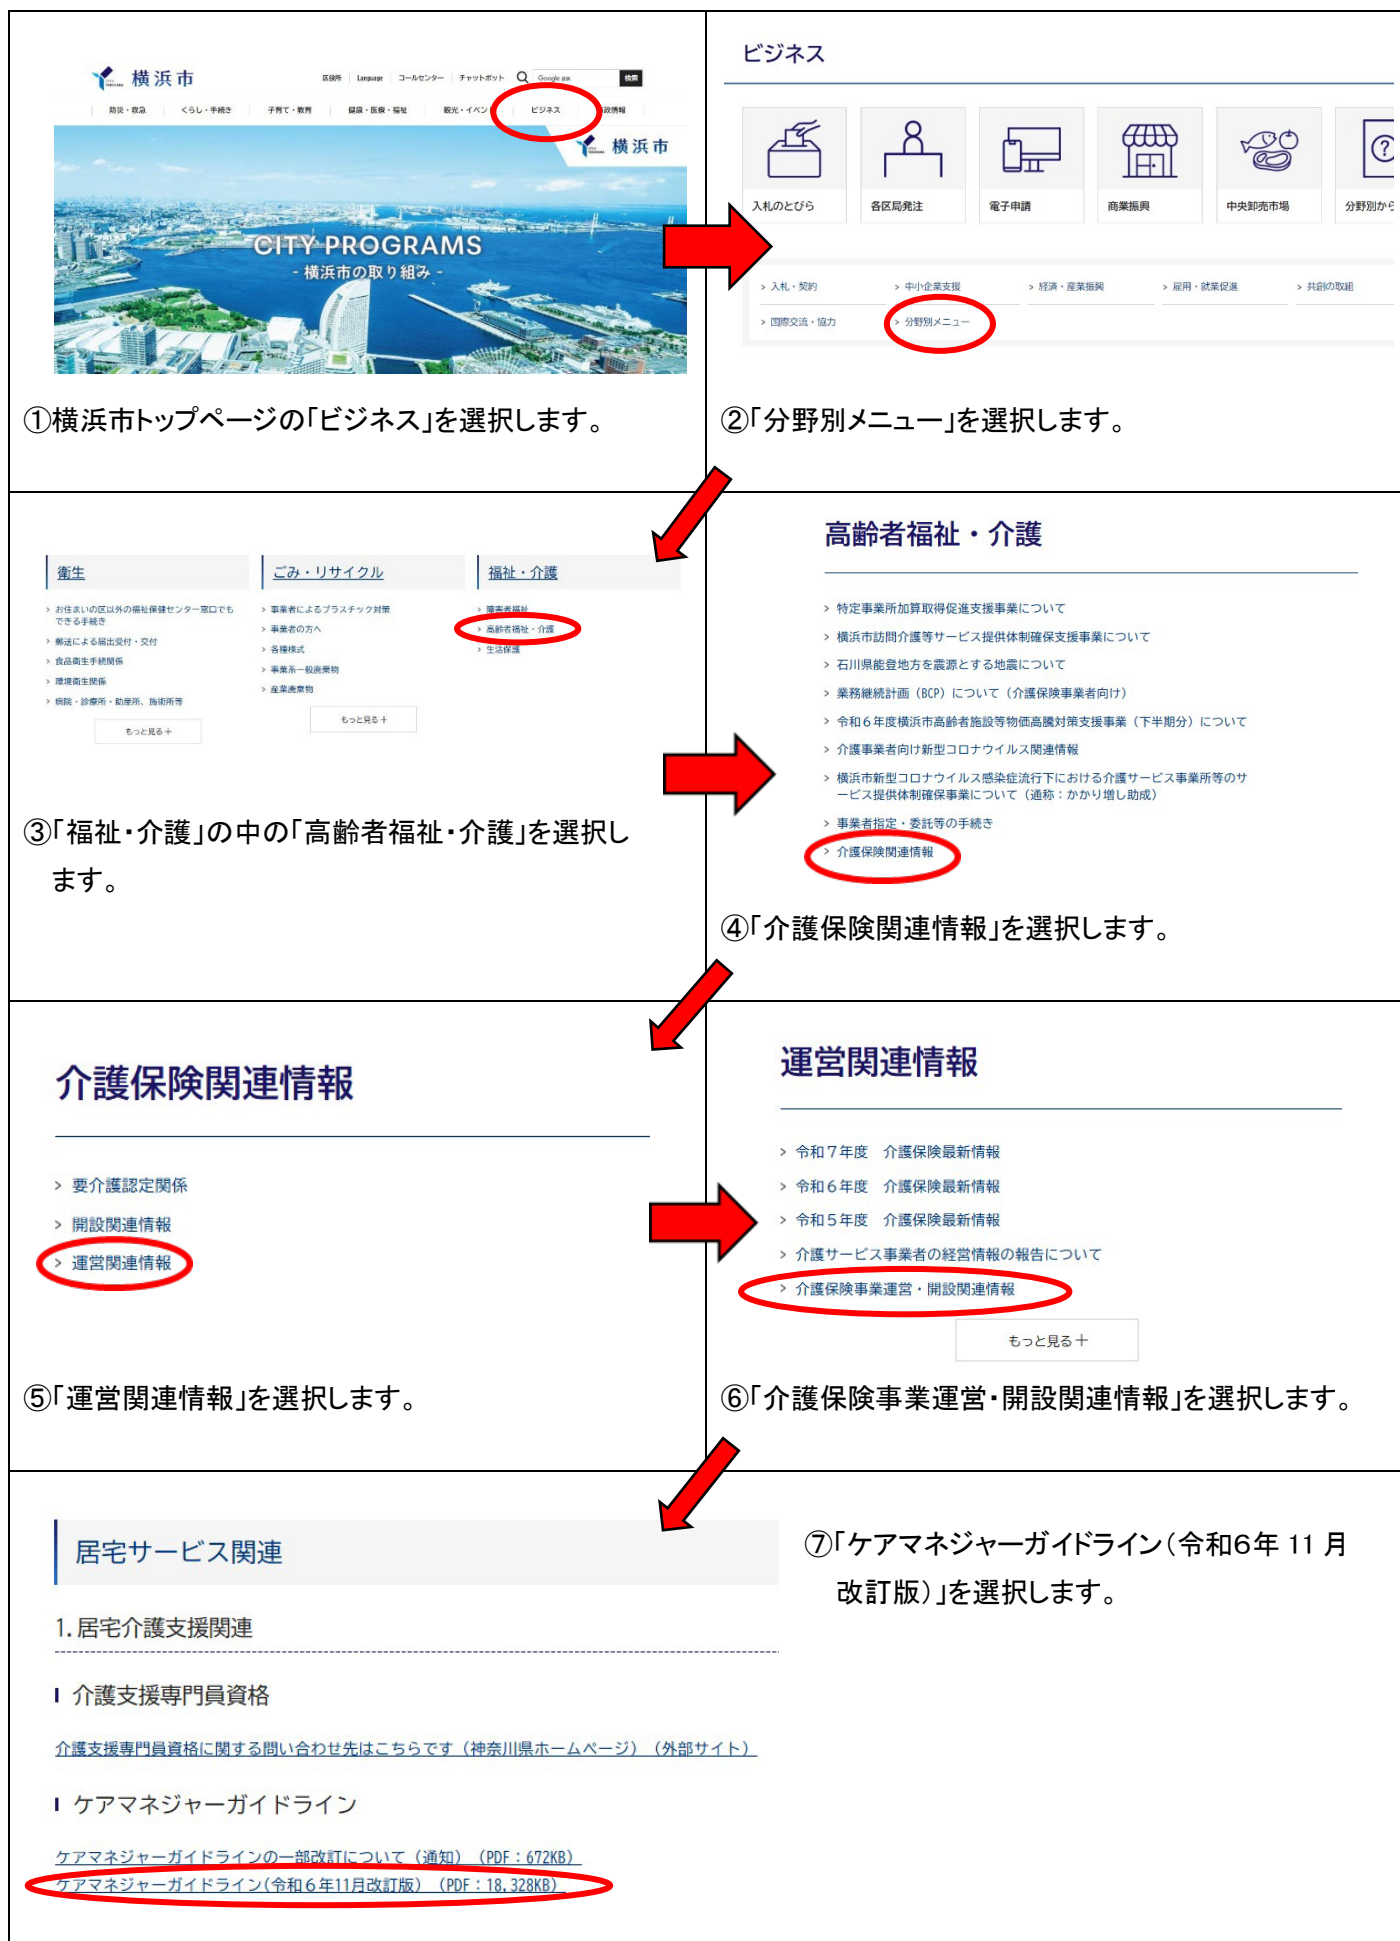 横浜市
区役所 Language コールセンター チャットボット Google 検索
防災・救急 くらし・手続き 子育て・教育 健康・医療・福祉 観光・イベント ビジネス 政情報
横浜市
CITY PROGRAMS
- 横浜市の取り組み -
①横浜市トップページの「ビジネス」を選択します。
ビジネス
入札のとびら 各区局発注 電子申請 商業振興 中央卸売市場 分野別から
> 入札・契約 > 中小企業支援 > 経済・産業振興 > 雇用・就業促進 > 共創の取組
> 国際交流・協力 > 分野別メニュー
②「分野別メニュー」を選択します。
衛生
> お住まいの区以外の福祉保健センター窓口でも
できる手続き
> 郵送による届出受付・交付
> 食品衛生手続関係
> 環境衛生関係
> 病院・診療所・助産所、施術所等
もっと見る＋
ごみ・リサイクル
> 事業者によるプラスチック対策
> 事業者の方へ
> 各種様式
> 事業系一般廃棄物
> 産業廃棄物
もっと見る＋
福祉・介護
> 障害者福祉
> 高齢者福祉・介護
> 生活保護
③「福祉・介護」の中の「高齢者福祉・介護」を選択し
ます。
高齢者福祉・介護
> 特定事業所加算取得促進支援事業について
> 横浜市訪問介護等サービス提供体制確保支援事業について
> 石川県能登地方を震源とする地震について
> 業務継続計画（BCP）について（介護保険事業者向け）
> 令和６年度横浜市高齢者施設等物価高騰対策支援事業（下半期分）について
> 介護事業者向け新型コロナウイルス関連情報
> 横浜市新型コロナウイルス感染症流行下における介護サービス事業所等のサ
ービス提供体制確保事業について（通称：かかり増し助成）
> 事業者指定・委託等の手続き
> 介護保険関連情報
④「介護保険関連情報」を選択します。
介護保険関連情報
> 要介護認定関係
> 開設関連情報
> 運営関連情報
⑤「運営関連情報」を選択します。
運営関連情報
> 令和７年度　介護保険最新情報
> 令和６年度　介護保険最新情報
> 令和５年度　介護保険最新情報
> 介護サービス事業者の経営情報の報告について
> 介護保険事業運営・開設関連情報
もっと見る＋
⑥「介護保険事業運営・開設関連情報」を選択します。
居宅サービス関連
1. 居宅介護支援関連
介護支援専門員資格
介護支援専門員資格に関する問い合わせ先はこちらです（神奈川県ホームページ）（外部サイト）
ケアマネジャーガイドライン
ケアマネジャーガイドラインの一部改訂について（通知）（PDF：672KB）
ケアマネジャーガイドライン(令和６年11月改訂版）（PDF：18,328KB）
⑦「ケアマネジャーガイドライン（令和６年 11 月
改訂版）」を選択します。